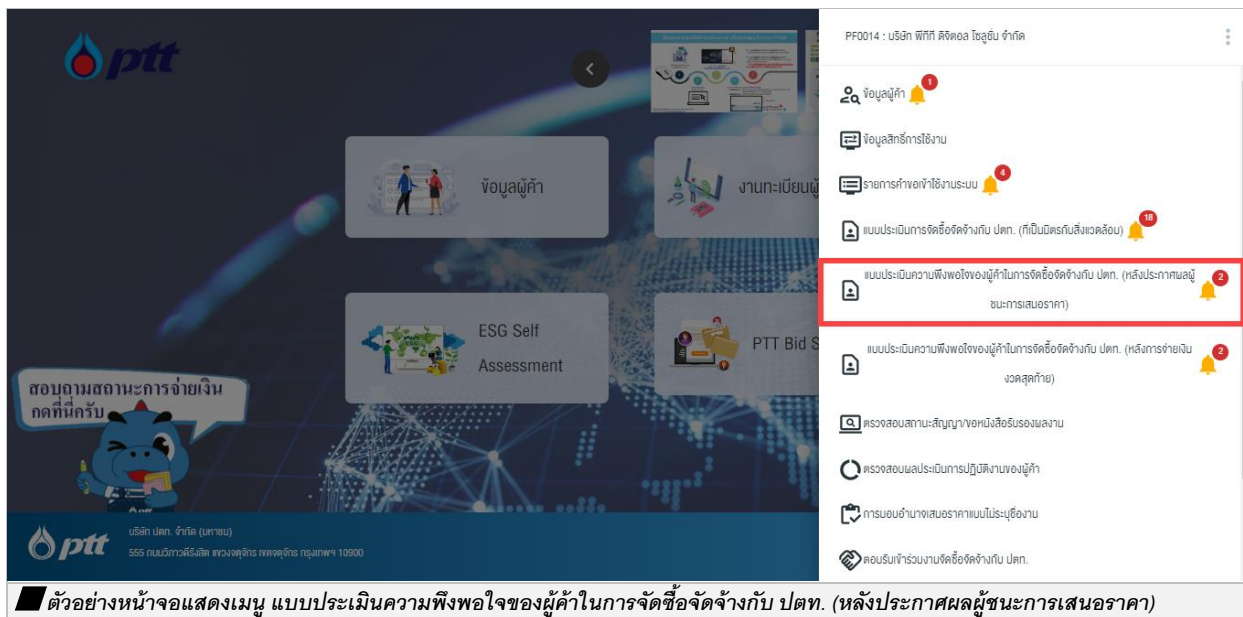 ptt
PF0014 : บริษัท พีทีที ดิจิตอล โซลูชั่น จำกัด
ข้อมูลผู้ค้า 1
ข้อมูลสิทธิ์การใช้งาน
รายการคำขอเข้าใช้งานระบบ 4
แบบประเมินการจัดซื้อจัดจ้างกับ ปตท. (ที่เป็นมิตรกับสิ่งแวดล้อม) 18
แบบประเมินความพึงพอใจของผู้ค้าในการจัดซื้อจัดจ้างกับ ปตท. (หลังประกาศผลผู้ 2
ชนะการเสนอราคา)
แบบประเมินความพึงพอใจของผู้ค้าในการจัดซื้อจัดจ้างกับ ปตท. (หลังการจ่ายเงิน 2
งวดสุดท้าย)
ตรวจสอบสถานะสัญญา/ขอหนังสือรับรองผลงาน
ตรวจสอบผลประเมินการปฏิบัติงานของผู้ค้า
การมอบอำนาจเสนอราคาแบบไม่ระบุชื่องาน
ตอบรับเข้าร่วมงานจัดซื้อจัดจ้างกับ ปตท.
ข้อมูลผู้ค้า
งานทะเบียนผู้
ESG Self
Assessment
PTT Bid S
สอบถามสถานะการจ่ายเงิน
กดที่นี่ครับ
ptt
บริษัท ปตท. จำกัด (มหาชน)
555 ถนนวิภาวดีรังสิต แขวงจตุจักร เขตจตุจักร กรุงเทพฯ 10900
ตัวอย่างหน้าจอแสดงเมนู แบบประเมินความพึงพอใจของผู้ค้าในการจัดซื้อจัดจ้างกับ ปตท. (หลังประกาศผลผู้ชนะการเสนอราคา)